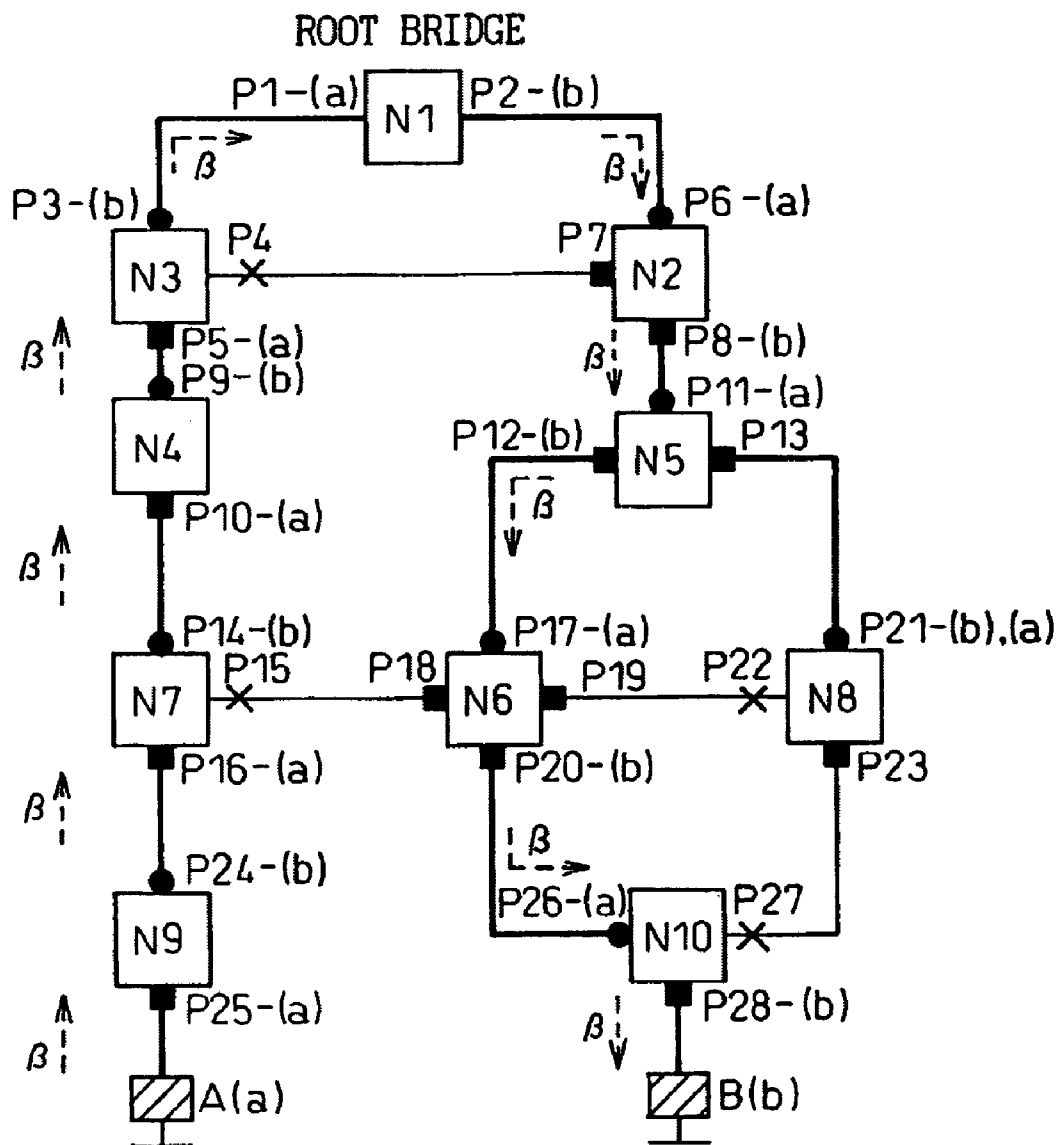 ROOT BRIDGE
P1-(a) N1 P2-(b)
β β
P3-(b) P6-(a)
P4 P7
N3 N2
β P5-(a) β P8-(b)
P9-(b) P11-(a)
N4 P12-(b) N5 P13
β
P10-(a)
β
P14-(b) P17-(a) P21-(b),(a)
P15 P18 P19 P22
N7 N6 N8
P16-(a) P20-(b) P23
β β
P24-(b) P26-(a) P27
N9 N10
P25-(a) P28-(b)
β β
A(a) B(b)